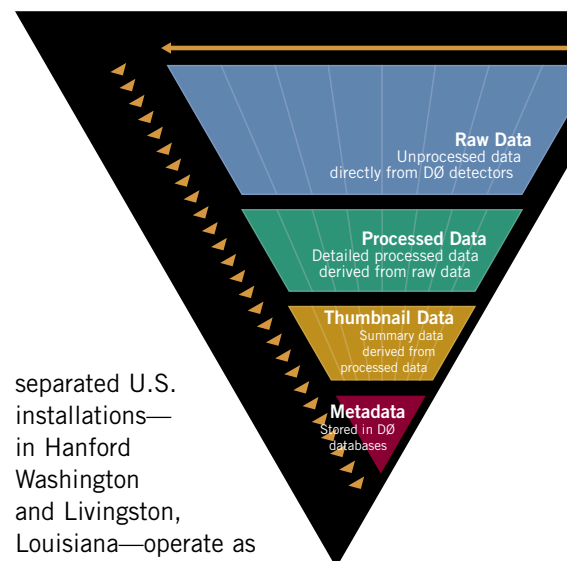 Raw Data
Unprocessed data
directly from DØ detectors
Processed Data
Detailed processed data
derived from raw data
Thumbnail Data
Summary data
derived from
processed data
Metadata
Stored in DØ
databases
separated U.S.
installations—
in Hanford
Washington
and Livingston,
Louisiana—operate as